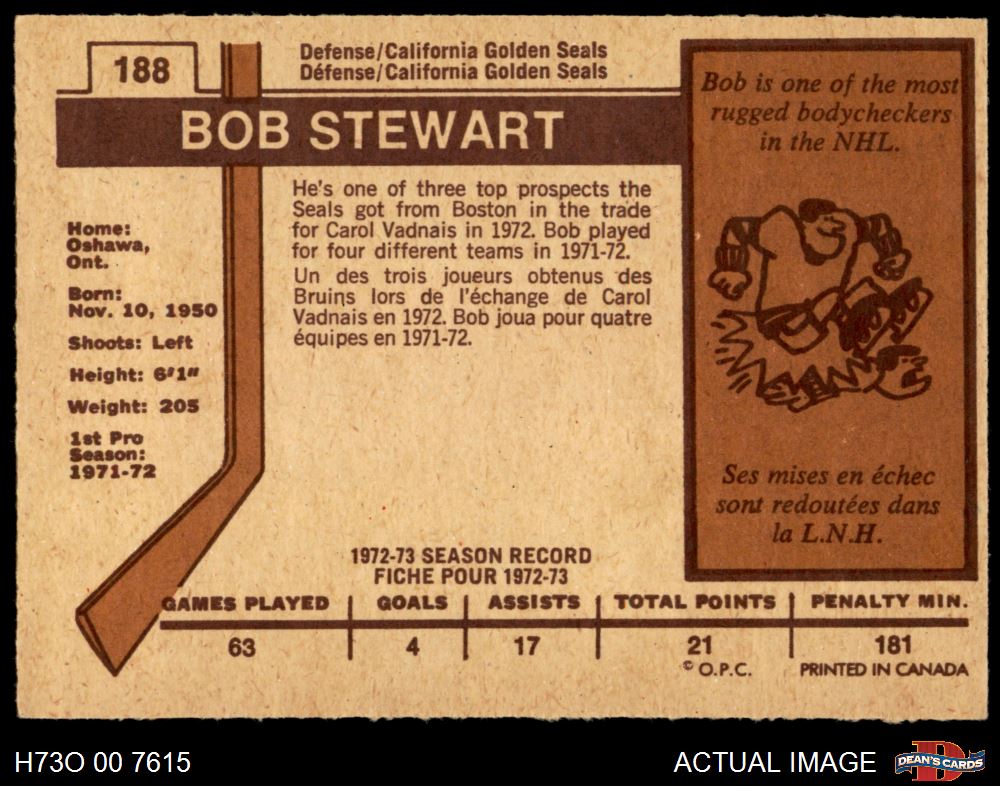 188
Defense/California Golden Seals
Défense/California Golden Seals
BOB STEWART
Home:
Oshawa,
Ont.
Born:
Nov. 10, 1950
Shoots: Left
Height: 6'1"
Weight: 205
1st Pro
Season:
1971-72
He's one of three top prospects the
Seals got from Boston in the trade
for Carol Vadnais in 1972. Bob played
for four different teams in 1971-72.
Un des trois joueurs obtenus des
Bruins lors de l'échange de Carol
Vadnais en 1972. Bob joua pour quatre
équipes en 1971-72.
Bob is one of the most
rugged bodycheckers
in the NHL.
Ses mises en échec
sont redoutées dans
la L.N.H.
1972-73 SEASON RECORD
FICHE POUR 1972-73
GAMES PLAYED GOALS ASSISTS TOTAL POINTS PENALTY MIN.
63 4 17 21 181
© O.P.C. PRINTED IN CANADA
H73O 00 7615 ACTUAL IMAGE D DEAN'S CARDS